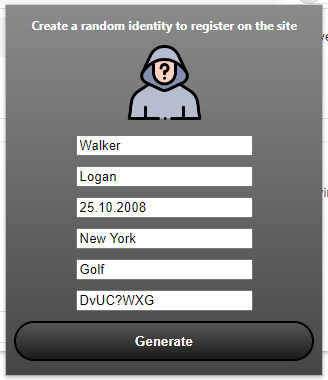 Create a random identity to register on the site
?
Walker
Logan
25.10.2008
New York
Golf
DvUC?WXG
Generate